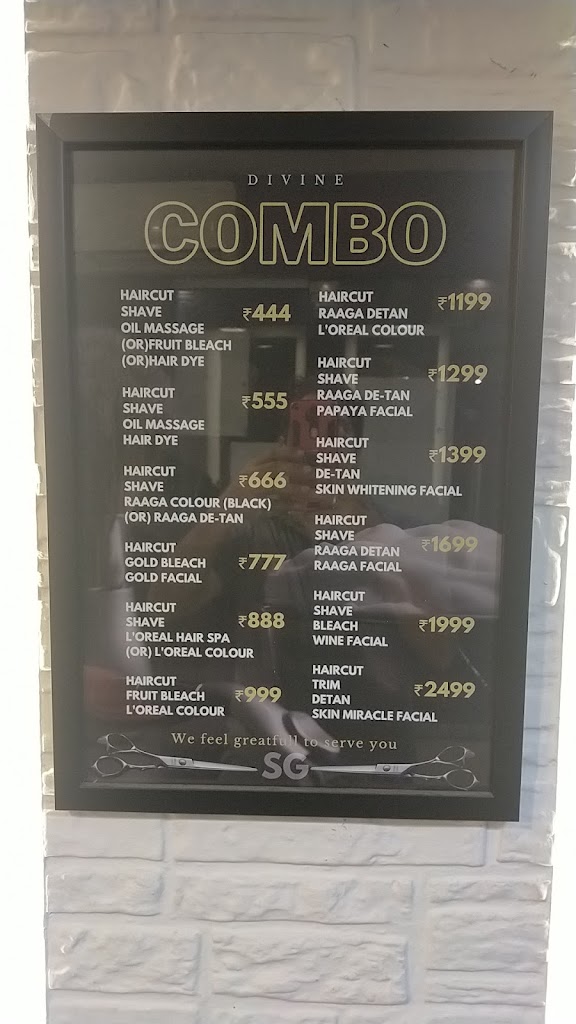 DIVINE
COMBO
HAIRCUT
SHAVE
OIL MASSAGE
(OR)FRUIT BLEACH
(OR)HAIR DYE
₹444
HAIRCUT
SHAVE
OIL MASSAGE
HAIR DYE
₹555
HAIRCUT
SHAVE
RAAGA COLOUR (BLACK)
(OR) RAAGA DE-TAN
₹666
HAIRCUT
GOLD BLEACH
GOLD FACIAL
₹777
HAIRCUT
SHAVE
L'OREAL HAIR SPA
(OR) L'OREAL COLOUR
₹888
HAIRCUT
FRUIT BLEACH
L'OREAL COLOUR
₹999
HAIRCUT
RAAGA DETAN
L'OREAL COLOUR
₹1199
HAIRCUT
SHAVE
RAAGA DE-TAN
PAPAYA FACIAL
₹1299
HAIRCUT
SHAVE
DE-TAN
SKIN WHITENING FACIAL
₹1399
HAIRCUT
SHAVE
RAAGA DETAN
RAAGA FACIAL
₹1699
HAIRCUT
SHAVE
BLEACH
WINE FACIAL
₹1999
HAIRCUT
TRIM
DETAN
SKIN MIRACLE FACIAL
₹2499
We feel greatfull to serve you
SG